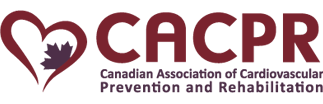 CACPR
Canadian Association of Cardiovascular
Prevention and Rehabilitation